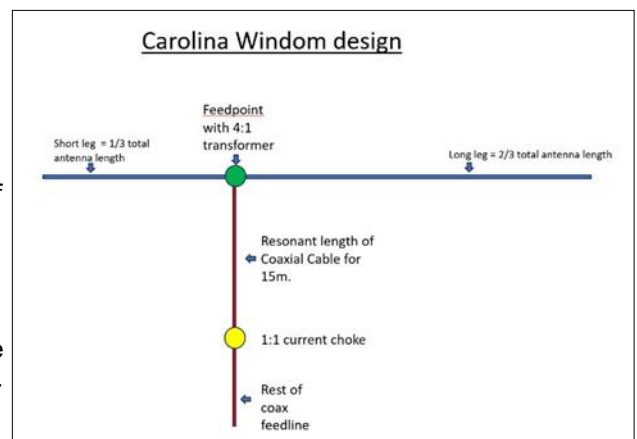 Carolina Windom design
Feedpoint
with 4:1
transformer
Short leg = 1/3 total
antenna length
Long leg = 2/3 total antenna length
Resonant length of
Coaxial Cable for
15m.
1:1 current choke
Rest of
coax
feedline